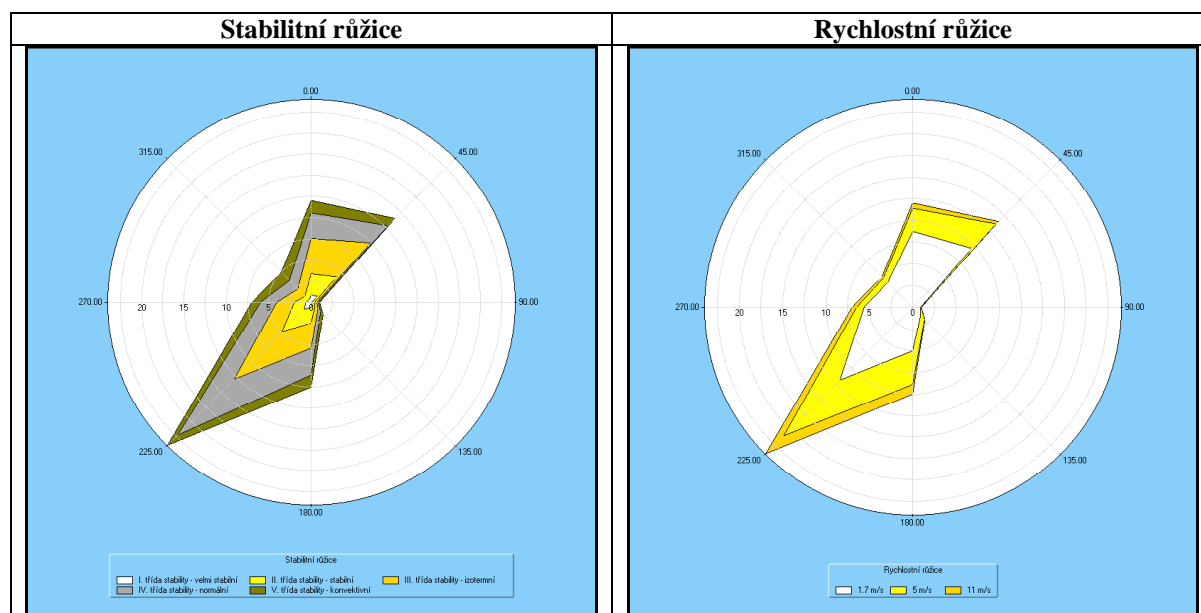 Stabilitní růžice
0.00
315.00 45.00
270.00 20 15 10 5 0 90.00
225.00 135.00
180.00
Stabilitní růžice
I. třída stability - velmi stabilní II. třída stability - stabilní III. třída stability - izotermní
IV. třída stability - normální V. třída stability - konvektivní
Rychlostní růžice
0.00
315.00 45.00
270.00 20 15 10 5 0 90.00
225.00 135.00
180.00
Rychlostní růžice
1.7 m/s 5 m/s 11 m/s